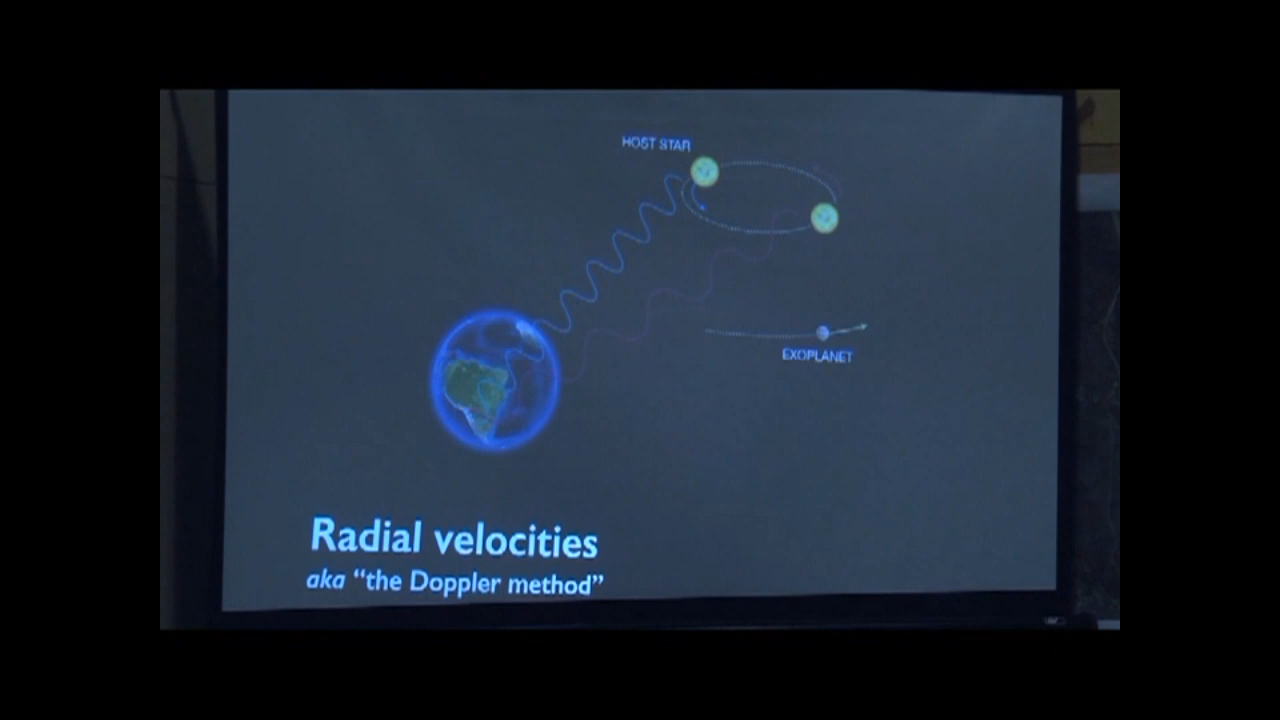 HOST STAR
EXOPLANET
Radial velocities
aka “the Doppler method”